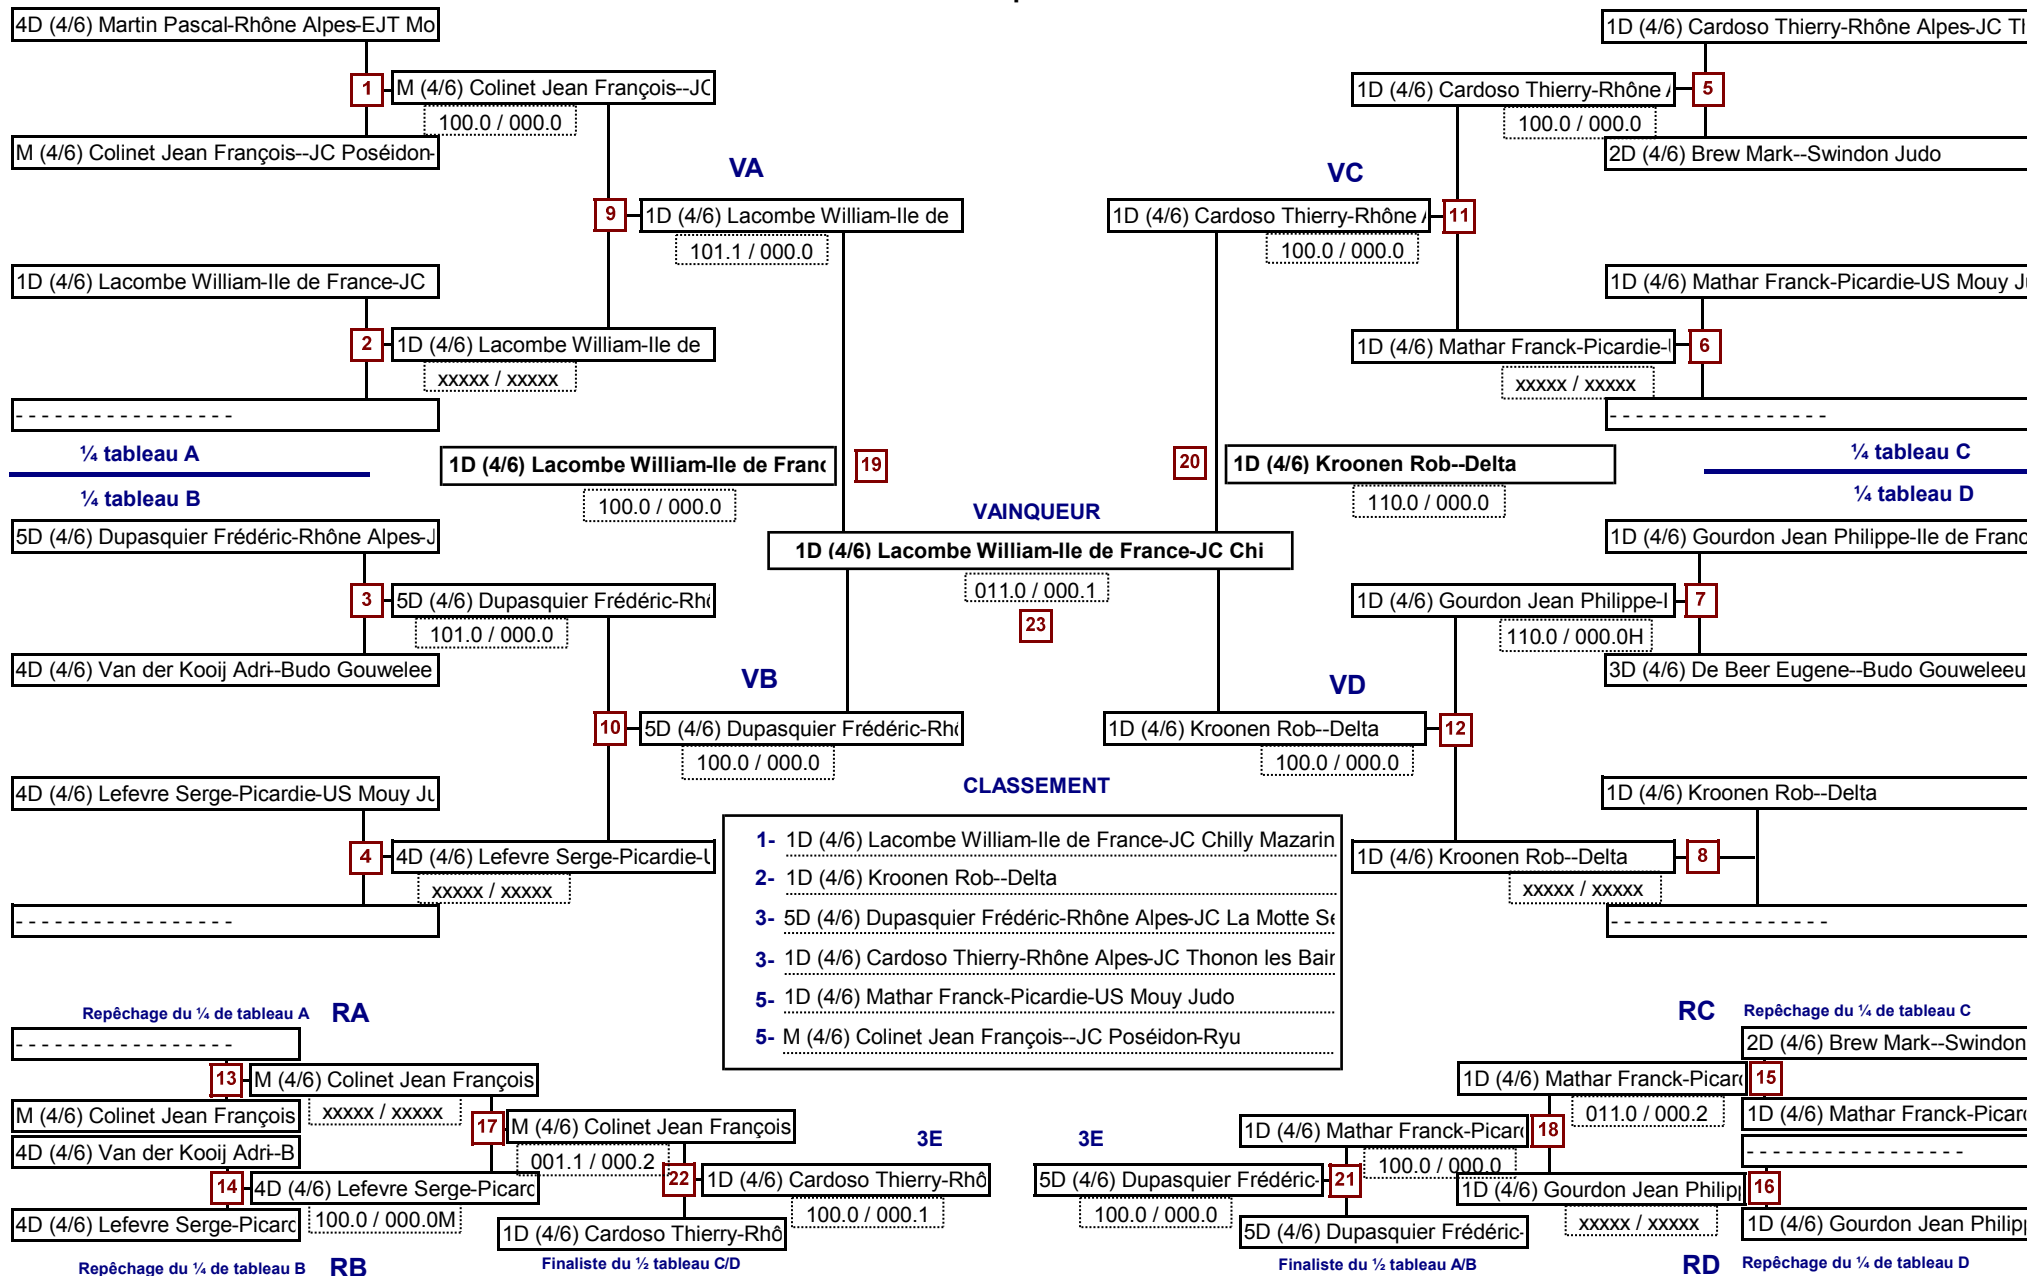 4D (4/6) Martin Pascal-Rhône Alpes-EJT Mo
1D (4/6) Cardoso Thierry-Rhône Alpes-JC
1 M (4/6) Colinet Jean François--JC
100.0 / 000.0
1D (4/6) Cardoso Thierry-Rhône 5
100.0 / 000.0
M (4/6) Colinet Jean François--JC Poséidon-
2D (4/6) Brew Mark--Swindon Judo
VA
VC
9 1D (4/6) Lacombe William-Ile de
101.1 / 000.0
1D (4/6) Cardoso Thierry-Rhône 11
100.0 / 000.0
1D (4/6) Lacombe William-Ile de France-JC
1D (4/6) Mathar Franck-Picardie-US Mouy
2 1D (4/6) Lacombe William-Ile de
xxxxx / xxxxx
1D (4/6) Mathar Franck-Picardie- 6
xxxxx / xxxxx
- - - - - - - - - - - - - - - - -
- - - - - - - - - - - - - - - - -
¼ tableau A
¼ tableau B
1D (4/6) Lacombe William-Ile de Franc 19
100.0 / 000.0
20 1D (4/6) Kroonen Rob--Delta
110.0 / 000.0
¼ tableau C
¼ tableau D
VAINQUEUR
1D (4/6) Lacombe William-Ile de France-JC Chi
011.0 / 000.1
23
5D (4/6) Dupasquier Frédéric-Rhône Alpes-J
1D (4/6) Gourdon Jean Philippe-Ile de Franc
3 5D (4/6) Dupasquier Frédéric-Rhô
101.0 / 000.0
1D (4/6) Gourdon Jean Philippe-I 7
110.0 / 000.0H
4D (4/6) Van der Kooij Adri--Budo Gouwelee
3D (4/6) De Beer Eugene--Budo Gouweleeu
VB
VD
10 5D (4/6) Dupasquier Frédéric-Rhô
100.0 / 000.0
1D (4/6) Kroonen Rob--Delta 12
100.0 / 000.0
4D (4/6) Lefevre Serge-Picardie-US Mouy Ju
1D (4/6) Kroonen Rob--Delta
4 4D (4/6) Lefevre Serge-Picardie-U
xxxxx / xxxxx
1D (4/6) Kroonen Rob--Delta 8
xxxxx / xxxxx
- - - - - - - - - - - - - - - - -
- - - - - - - - - - - - - - - - -
CLASSEMENT
1- 1D (4/6) Lacombe William-Ile de France-JC Chilly Mazarin
2- 1D (4/6) Kroonen Rob--Delta
3- 5D (4/6) Dupasquier Frédéric-Rhône Alpes-JC La Motte Se
3- 1D (4/6) Cardoso Thierry-Rhône Alpes-JC Thonon les Bair
5- 1D (4/6) Mathar Franck-Picardie-US Mouy Judo
5- M (4/6) Colinet Jean François--JC Poséidon-Ryu
Repêchage du ¼ de tableau A RA
- - - - - - - - - - - - - - - - -
13 M (4/6) Colinet Jean François
xxxxx / xxxxx
M (4/6) Colinet Jean François
4D (4/6) Van der Kooij Adri--B
17 M (4/6) Colinet Jean François
001.1 / 000.2
14 4D (4/6) Lefevre Serge-Picard
100.0 / 000.0M
4D (4/6) Lefevre Serge-Picard
22 1D (4/6) Cardoso Thierry-Rhô
100.0 / 000.1
1D (4/6) Cardoso Thierry-Rhô
Repêchage du ¼ de tableau B RB
Finaliste du ½ tableau C/D
3E
3E
RC Repêchage du ¼ de tableau C
2D (4/6) Brew Mark--Swindon
1D (4/6) Mathar Franck-Picard 15
011.0 / 000.2
1D (4/6) Mathar Franck-Picard
1D (4/6) Mathar Franck-Picard 18
100.0 / 000.0
- - - - - - - - - - - - - - - - -
5D (4/6) Dupasquier Frédéric- 21
100.0 / 000.0
1D (4/6) Gourdon Jean Philipp 16
xxxxx / xxxxx
1D (4/6) Gourdon Jean Philipp
5D (4/6) Dupasquier Frédéric-
Finaliste du ½ tableau A/B
RD Repêchage du ¼ de tableau D